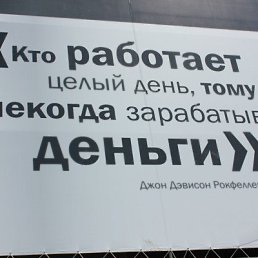 «Кто работает
целый день, тому
некогда зарабатыв
деньги»
Джон Дэвисон Рокфелле